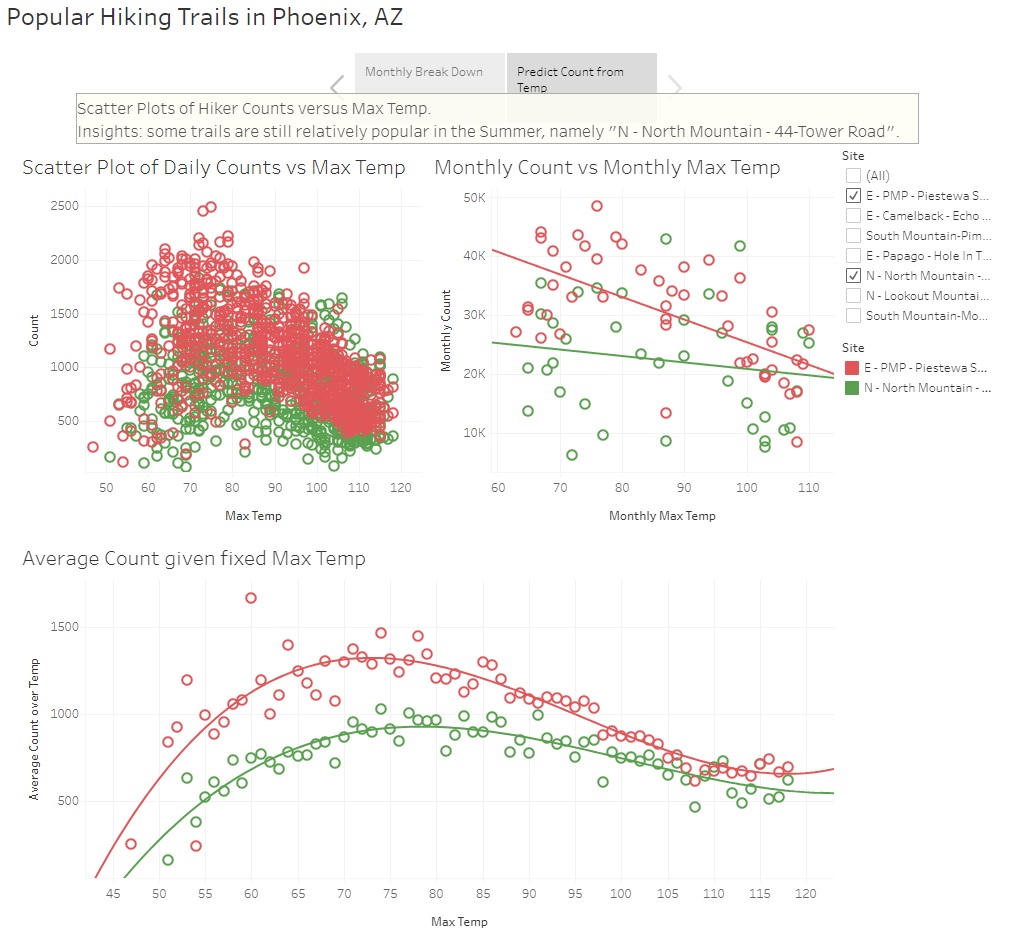 Popular Hiking Trails in Phoenix, AZ
Monthly Break Down
Predict Count from
Temp
Scatter Plots of Hiker Counts versus Max Temp.
Insights: some trails are still relatively popular in the Summer, namely "N - North Mountain - 44-Tower Road".
Scatter Plot of Daily Counts vs Max Temp
2500
2000
1500
1000
500
Count
50 60 70 80 90 100 110 120
Max Temp
Monthly Count vs Monthly Max Temp
50K
40K
30K
20K
10K
Monthly Count
60 70 80 90 100 110
Monthly Max Temp
Site
(All)
E - PMP - Piestewa S...
E - Camelback - Echo ...
South Mountain-Pim...
E - Papago - Hole In T...
N - North Mountain -...
N - Lookout Mountai...
South Mountain-Mo...
Site
E - PMP - Piestewa S...
N - North Mountain - ...
Average Count given fixed Max Temp
1500
1000
500
Average Count over Temp
45 50 55 60 65 70 75 80 85 90 95 100 105 110 115 120
Max Temp